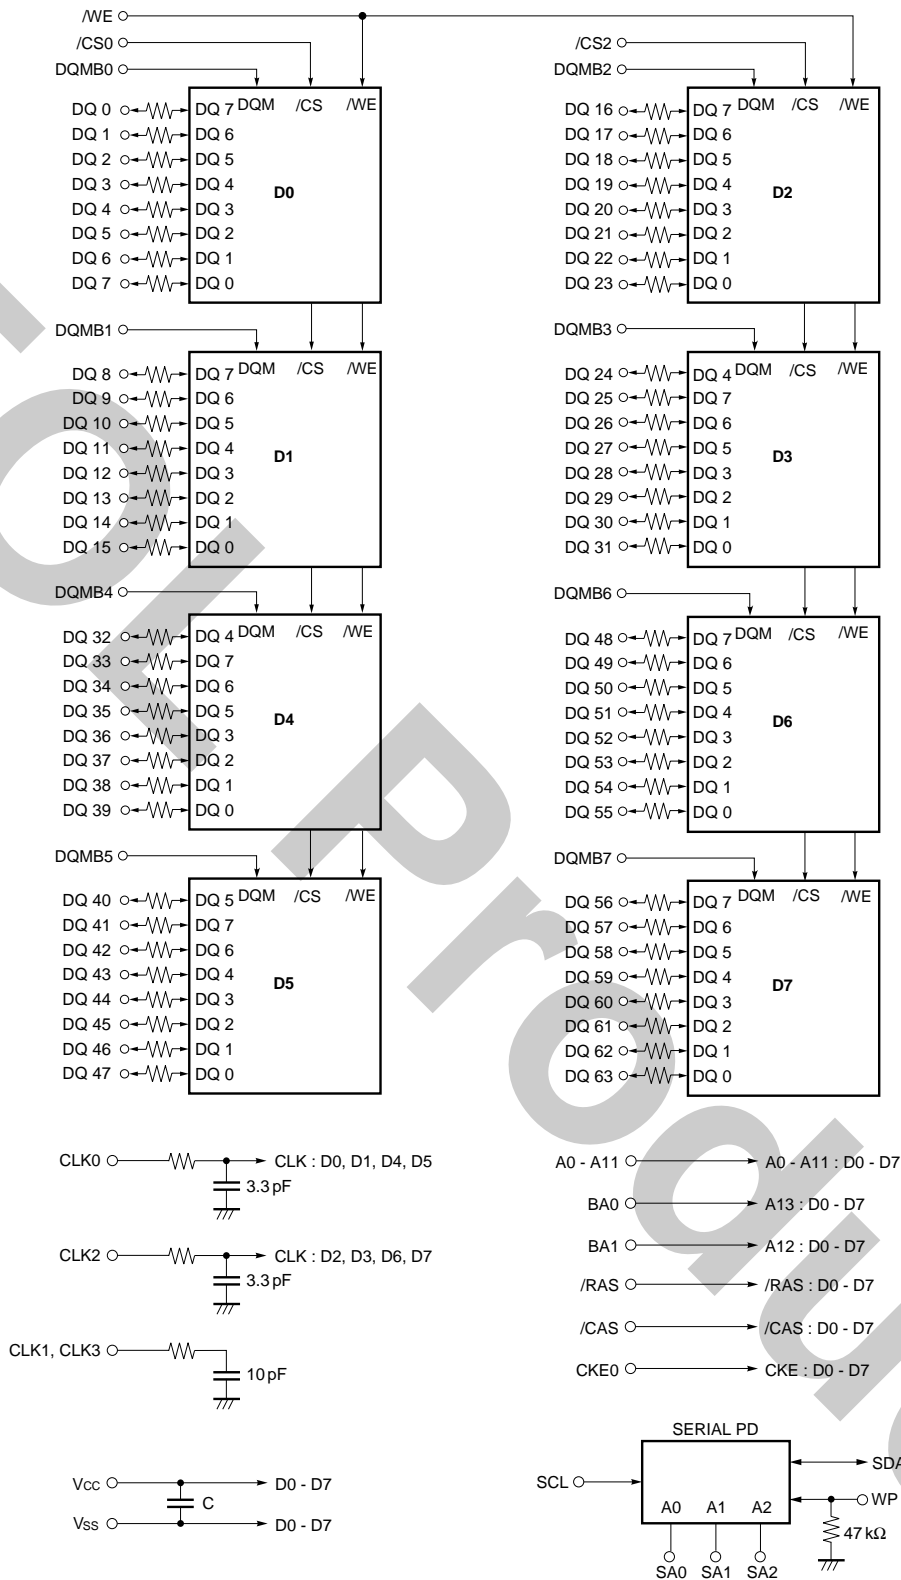 /WE
/CS0
/CS2
DQMB0
DQMB2
DQM /CS /WE
DQ 0 DQ 7
DQ 1 DQ 6
DQ 2 DQ 5
DQ 3 DQ 4
DQ 4 DQ 3
DQ 5 DQ 2
DQ 6 DQ 1
DQ 7 DQ 0
D0
DQM /CS /WE
DQ 16 DQ 7
DQ 17 DQ 6
DQ 18 DQ 5
DQ 19 DQ 4
DQ 20 DQ 3
DQ 21 DQ 2
DQ 22 DQ 1
DQ 23 DQ 0
D2
DQMB1
DQM /CS /WE
DQ 8 DQ 7
DQ 9 DQ 6
DQ 10 DQ 5
DQ 11 DQ 4
DQ 12 DQ 3
DQ 13 DQ 2
DQ 14 DQ 1
DQ 15 DQ 0
D1
DQMB3
DQM /CS /WE
DQ 24 DQ 4
DQ 25 DQ 7
DQ 26 DQ 6
DQ 27 DQ 5
DQ 28 DQ 3
DQ 29 DQ 2
DQ 30 DQ 1
DQ 31 DQ 0
D3
DQMB4
DQM /CS /WE
DQ 32 DQ 4
DQ 33 DQ 7
DQ 34 DQ 6
DQ 35 DQ 5
DQ 36 DQ 3
DQ 37 DQ 2
DQ 38 DQ 1
DQ 39 DQ 0
D4
DQMB6
DQM /CS /WE
DQ 48 DQ 7
DQ 49 DQ 6
DQ 50 DQ 5
DQ 51 DQ 4
DQ 52 DQ 3
DQ 53 DQ 2
DQ 54 DQ 1
DQ 55 DQ 0
D6
DQMB5
DQM /CS /WE
DQ 40 DQ 5
DQ 41 DQ 7
DQ 42 DQ 6
DQ 43 DQ 4
DQ 44 DQ 3
DQ 45 DQ 2
DQ 46 DQ 1
DQ 47 DQ 0
D5
DQMB7
DQM /CS /WE
DQ 56 DQ 7
DQ 57 DQ 6
DQ 58 DQ 5
DQ 59 DQ 4
DQ 60 DQ 3
DQ 61 DQ 2
DQ 62 DQ 1
DQ 63 DQ 0
D7
CLK0 CLK : D0, D1, D4, D5
3.3 pF
CLK2 CLK : D2, D3, D6, D7
3.3 pF
CLK1, CLK3
10 pF
VCC D0 - D7
C
VSS D0 - D7
A0 - A11 A0 - A11 : D0 - D7
BA0 A13 : D0 - D7
BA1 A12 : D0 - D7
/RAS /RAS : D0 - D7
/CAS /CAS : D0 - D7
CKE0 CKE : D0 - D7
SERIAL PD
SCL
SDA
WP
A0 A1 A2
47 kΩ
SA0 SA1 SA2
Produc